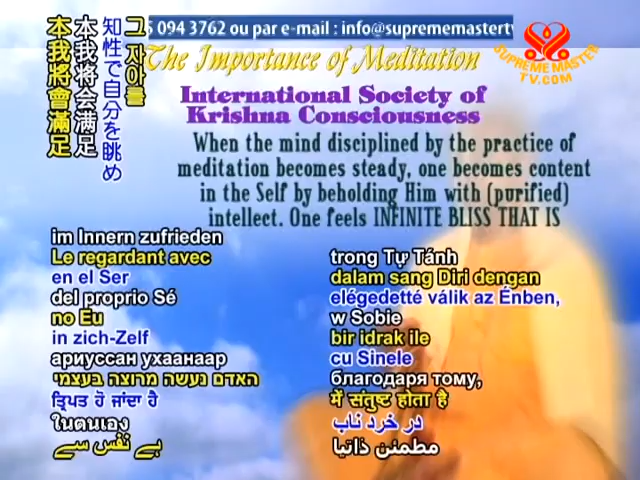 5 094 3762 ou par e-mail : info@suprememastertv
SUPREME MASTER
TV.COM
The Importance of Meditation
International Society of
Krishna Consciousness
When the mind disciplined by the practice of
meditation becomes steady, one becomes content
in the Self by beholding Him with (purified)
intellect. One feels INFINITE BLISS THAT IS
本我將會滿足
本我将会满足
知性で自分を眺め
그 자아를
im Innern zufrieden
Le regardant avec
en el Ser
del proprio Sé
no Eu
in zich-Zelf
ариуссан ухаанаар
האדם נעשה מרוצה בעצמי
ਤ੍ਰਿਪਤ ਹੋ ਜਾਂਦਾ ਹੈ
ในตนเอง
بے نفس سے
trong Tự Tánh
dalam sang Diri dengan
elégedetté válik az Énben,
w Sobie
bir idrak ile
cu Sinele
благодаря тому,
में संतुष्ट होता है
در خرد ناب
مطمئن ذاتيا